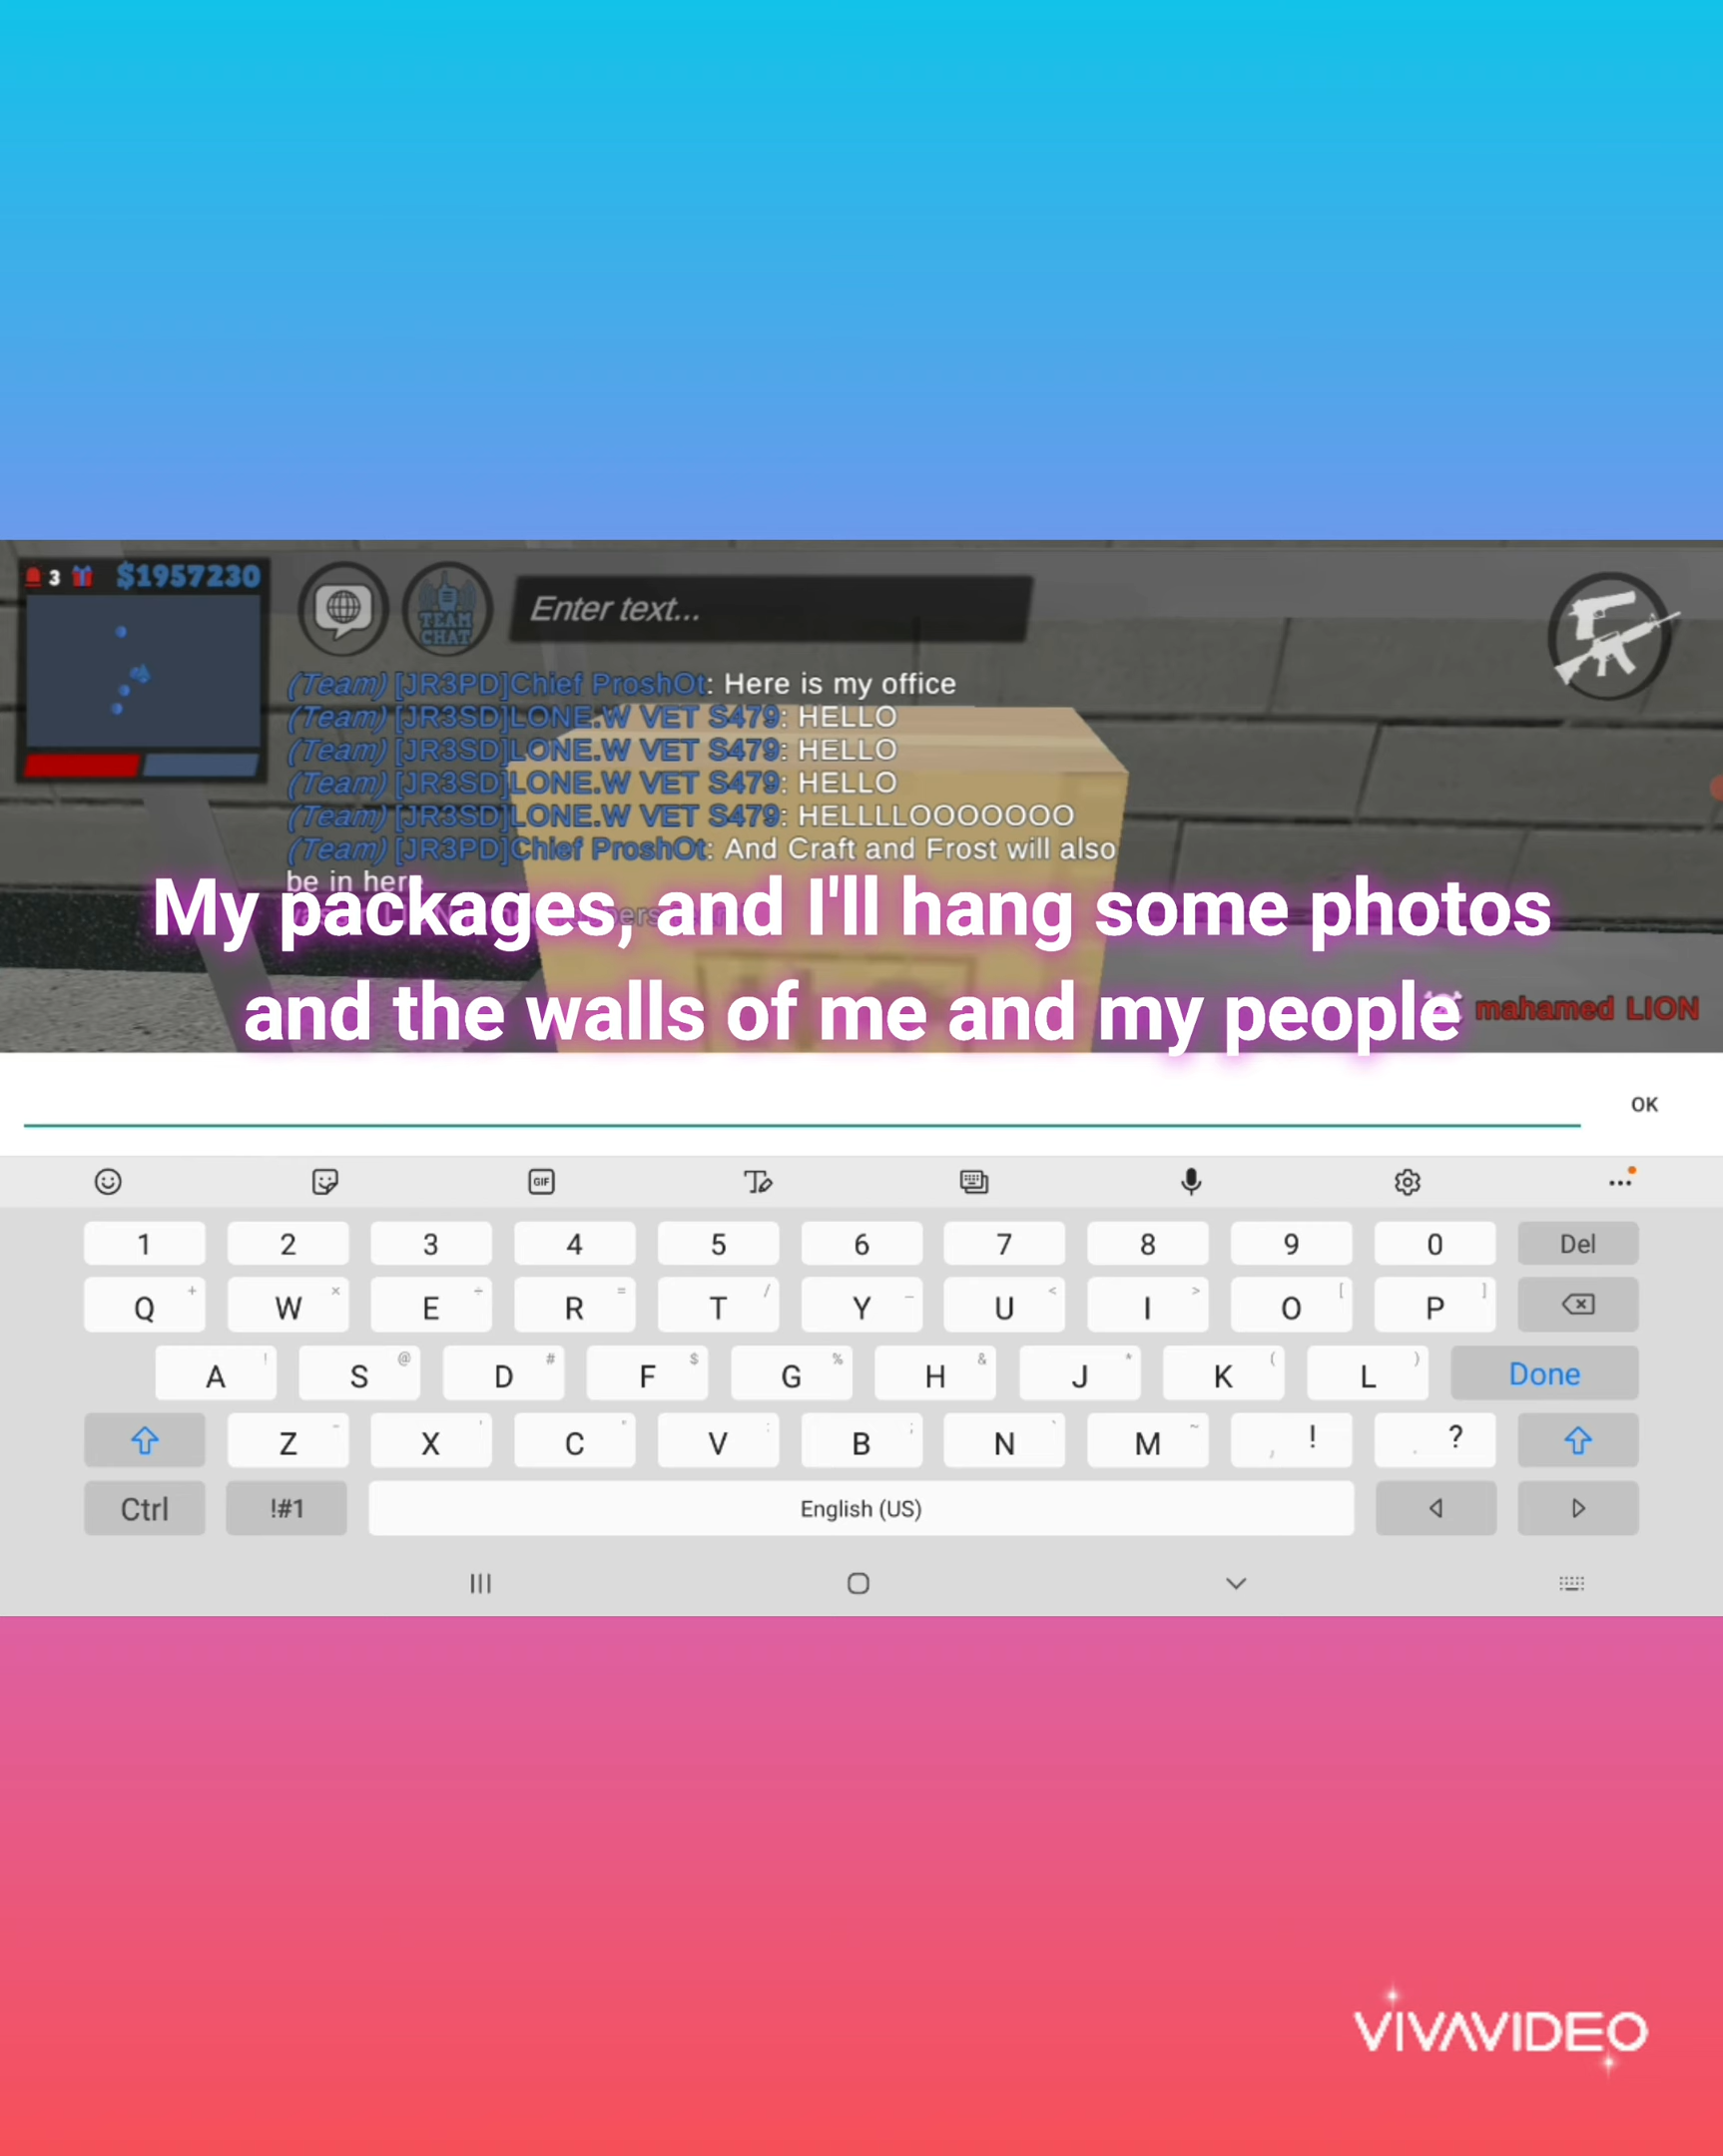 3 $1957230
TEAM
CHAT
Enter text...
(Team) [JR3PD]Chief ProshOt: Here is my office
(Team) [JR3SD]LONE.W VET S479: HELLO
(Team) [JR3SD]LONE.W VET S479: HELLO
(Team) [JR3SD]LONE.W VET S479: HELLO
(Team) [JR3SD]LONE.W VET S479: HELLLLOOOOOOO
(Team) [JR3PD]Chief ProshOt: And Craft and Frost will also
be in here
My packages, and I'll hang some photos
and the walls of me and my people
mahamed LION
OK
GIF
1 2 3 4 5 6 7 8 9 0 Del
Q W E R T Y U I O P
A S D F G H J K L Done
Z X C V B N M , ! . ?
Ctrl !#1 English (US)
VIVAVIDEO